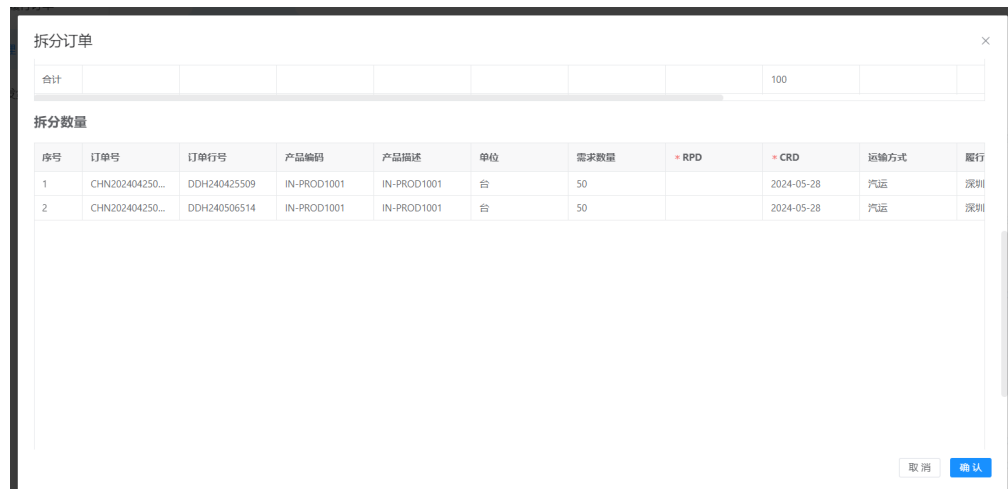 拆分订单
合计 100
拆分数量
序号 订单号 订单行号 产品编码 产品描述 单位 需求数量 * RPD * CRD 运输方式 履行
1 CHN202404250... DDH240425509 IN-PROD1001 IN-PROD1001 台 50 2024-05-28 汽运 深圳
2 CHN202404250... DDH240506514 IN-PROD1001 IN-PROD1001 台 50 2024-05-28 汽运 深圳
取消 确认